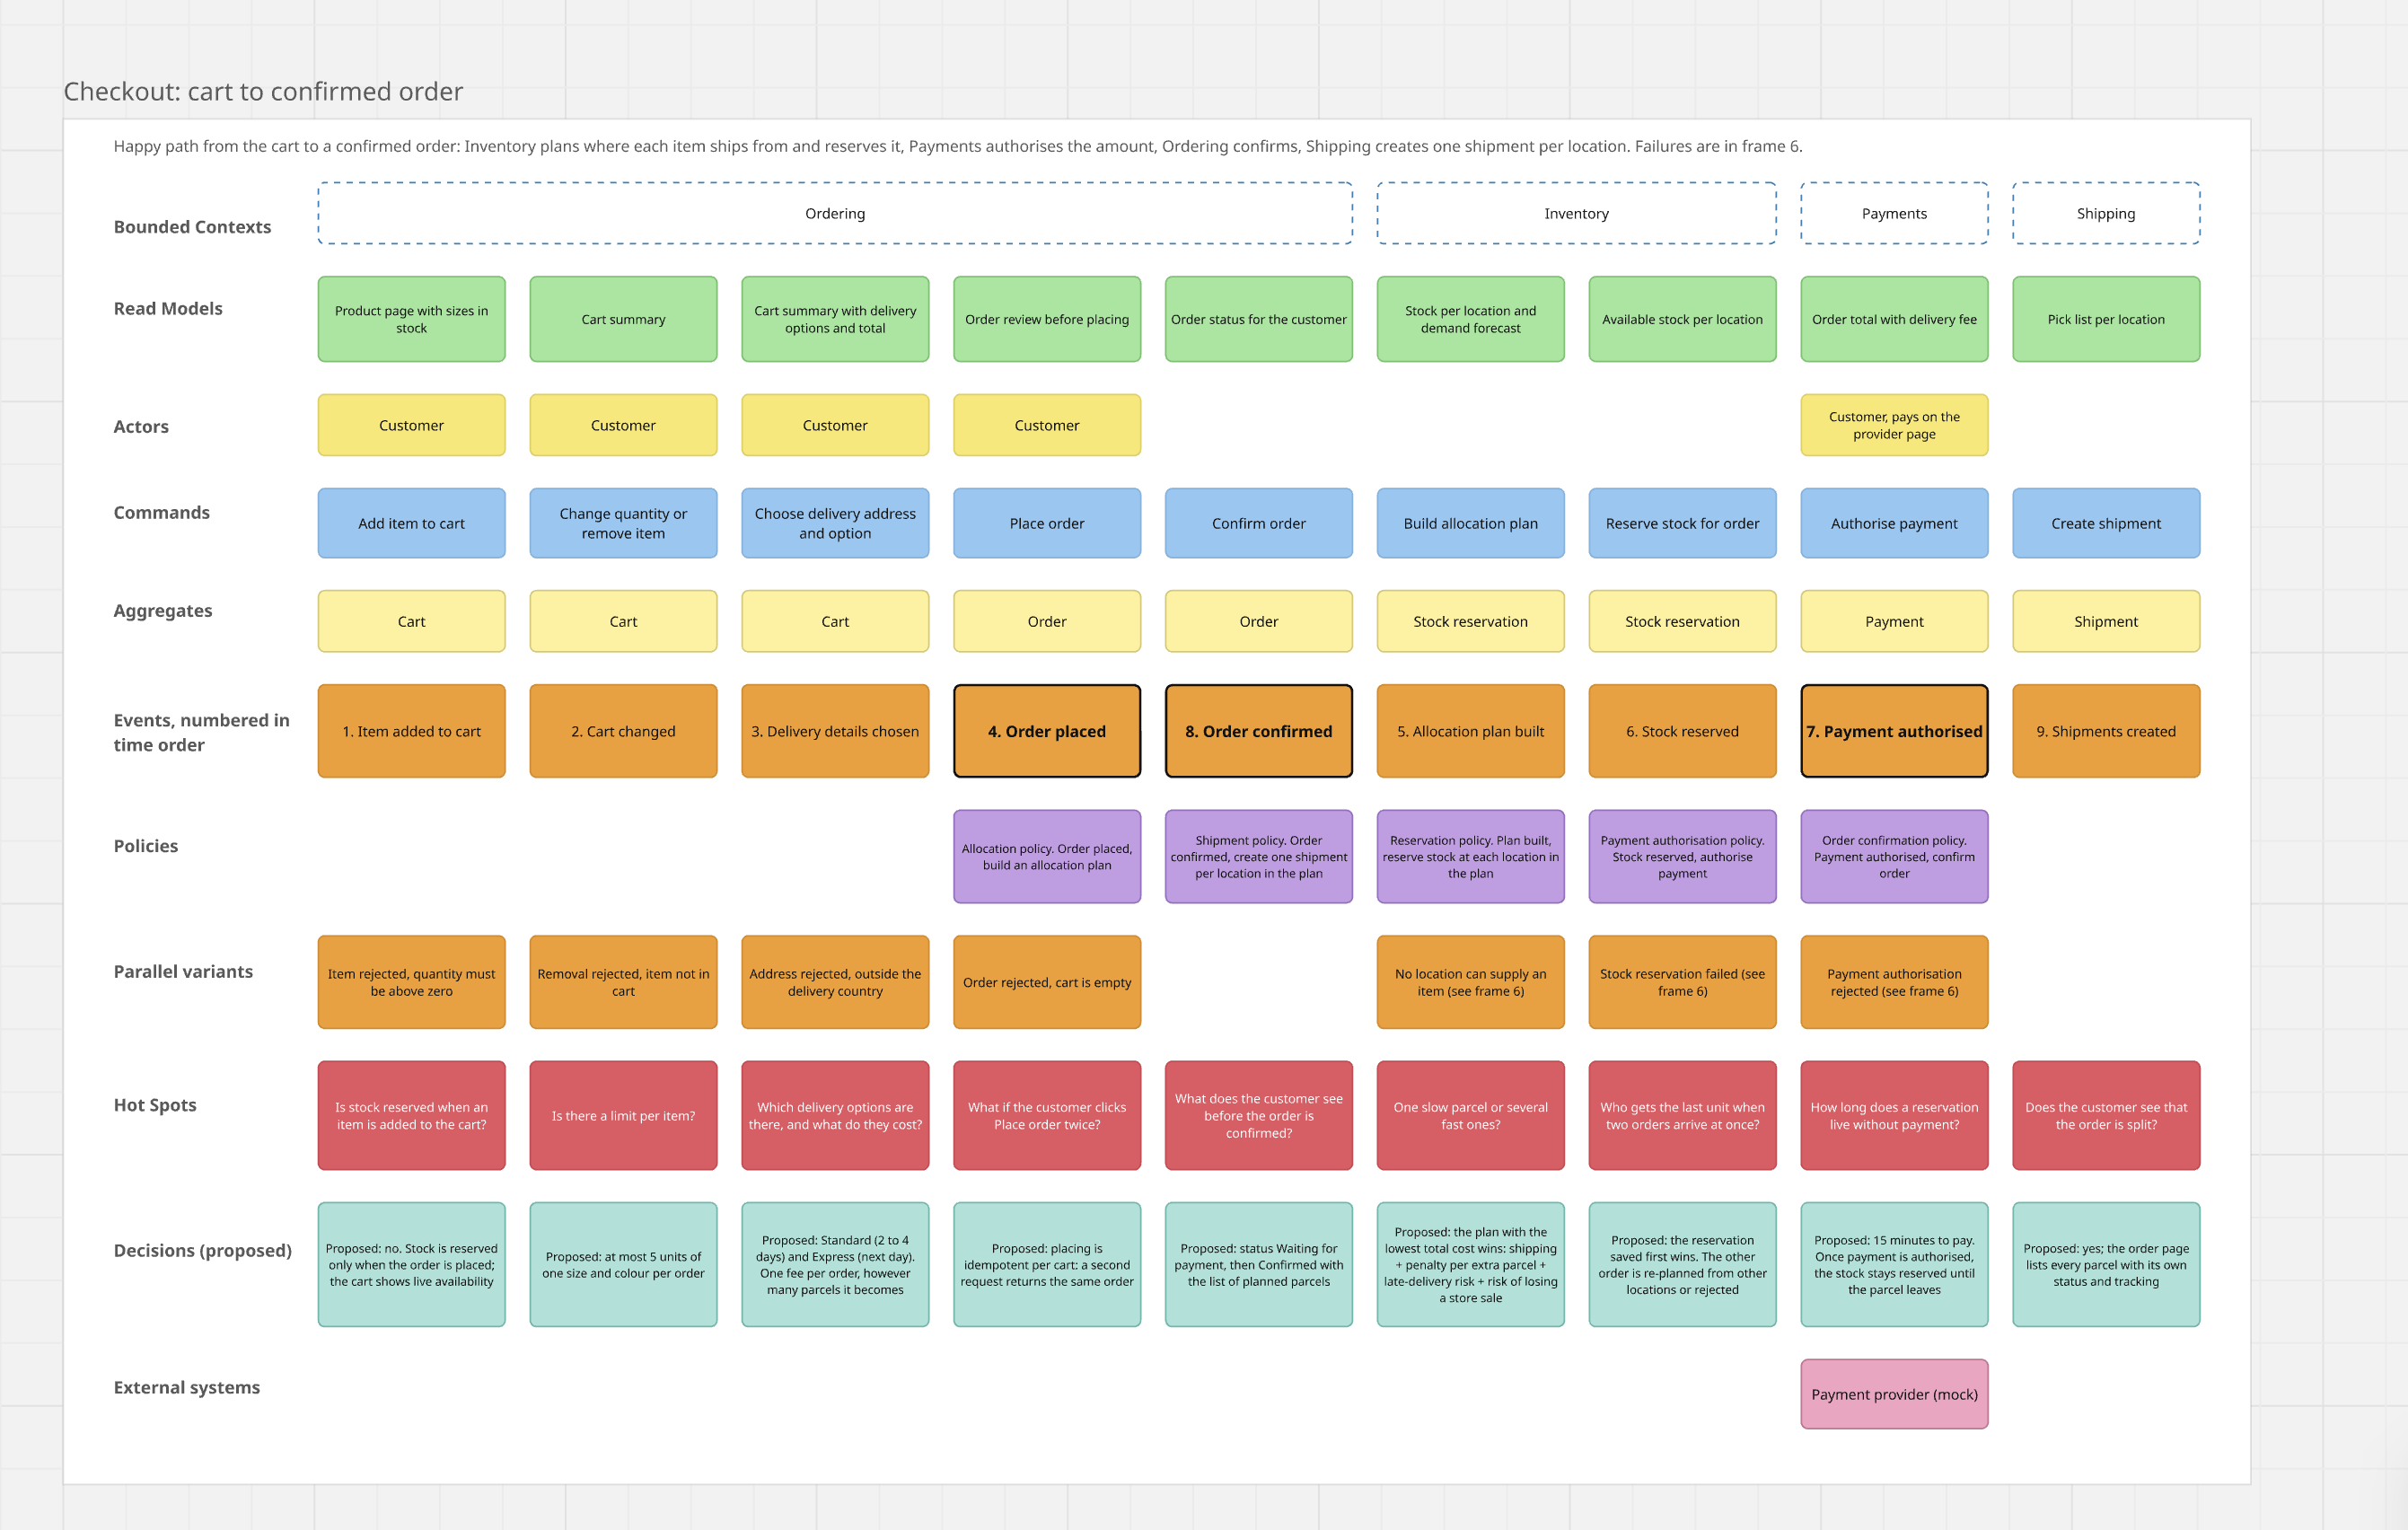 Checkout: cart to confirmed order
Happy path from the cart to a confirmed order: Inventory plans where each item ships from and reserves it, Payments authorises the amount, Ordering confirms, Shipping creates one shipment per location. Failures are in frame 6.
Bounded Contexts
Ordering
Inventory
Payments
Shipping
Read Models
Product page with sizes in
stock
Cart summary
Cart summary with delivery
options and total
Order review before placing
Order status for the customer
Stock per location and
demand forecast
Available stock per location
Order total with delivery fee
Pick list per location
Actors
Customer
Customer
Customer
Customer
Customer, pays on the
provider page
Commands
Add item to cart
Change quantity or
remove item
Choose delivery address
and option
Place order
Confirm order
Build allocation plan
Reserve stock for order
Authorise payment
Create shipment
Aggregates
Cart
Cart
Cart
Order
Order
Stock reservation
Stock reservation
Payment
Shipment
Events, numbered in
time order
1. Item added to cart
2. Cart changed
3. Delivery details chosen
4. Order placed
8. Order confirmed
5. Allocation plan built
6. Stock reserved
7. Payment authorised
9. Shipments created
Policies
Allocation policy. Order placed,
build an allocation plan
Shipment policy. Order
confirmed, create one shipment
per location in the plan
Reservation policy. Plan built,
reserve stock at each location in
the plan
Payment authorisation policy.
Stock reserved, authorise
payment
Order confirmation policy.
Payment authorised, confirm
order
Parallel variants
Item rejected, quantity must
be above zero
Removal rejected, item not in
cart
Address rejected, outside the
delivery country
Order rejected, cart is empty
No location can supply an
item (see frame 6)
Stock reservation failed (see
frame 6)
Payment authorisation
rejected (see frame 6)
Hot Spots
Is stock reserved when an
item is added to the cart?
Is there a limit per item?
Which delivery options are
there, and what do they cost?
What if the customer clicks
Place order twice?
What does the customer see
before the order is
confirmed?
One slow parcel or several
fast ones?
Who gets the last unit when
two orders arrive at once?
How long does a reservation
live without payment?
Does the customer see that
the order is split?
Decisions (proposed)
Proposed: no. Stock is reserved
only when the order is placed;
the cart shows live availability
Proposed: at most 5 units of
one size and colour per order
Proposed: Standard (2 to 4
days) and Express (next day).
One fee per order, however
many parcels it becomes
Proposed: placing is
idempotent per cart: a second
request returns the same order
Proposed: status Waiting for
payment, then Confirmed with
the list of planned parcels
Proposed: the plan with the
lowest total cost wins: shipping
+ penalty per extra parcel +
late-delivery risk + risk of losing
a store sale
Proposed: the reservation
saved first wins. The other
order is re-planned from other
locations or rejected
Proposed: 15 minutes to pay.
Once payment is authorised,
the stock stays reserved until
the parcel leaves
Proposed: yes; the order page
lists every parcel with its own
status and tracking
External systems
Payment provider (mock)